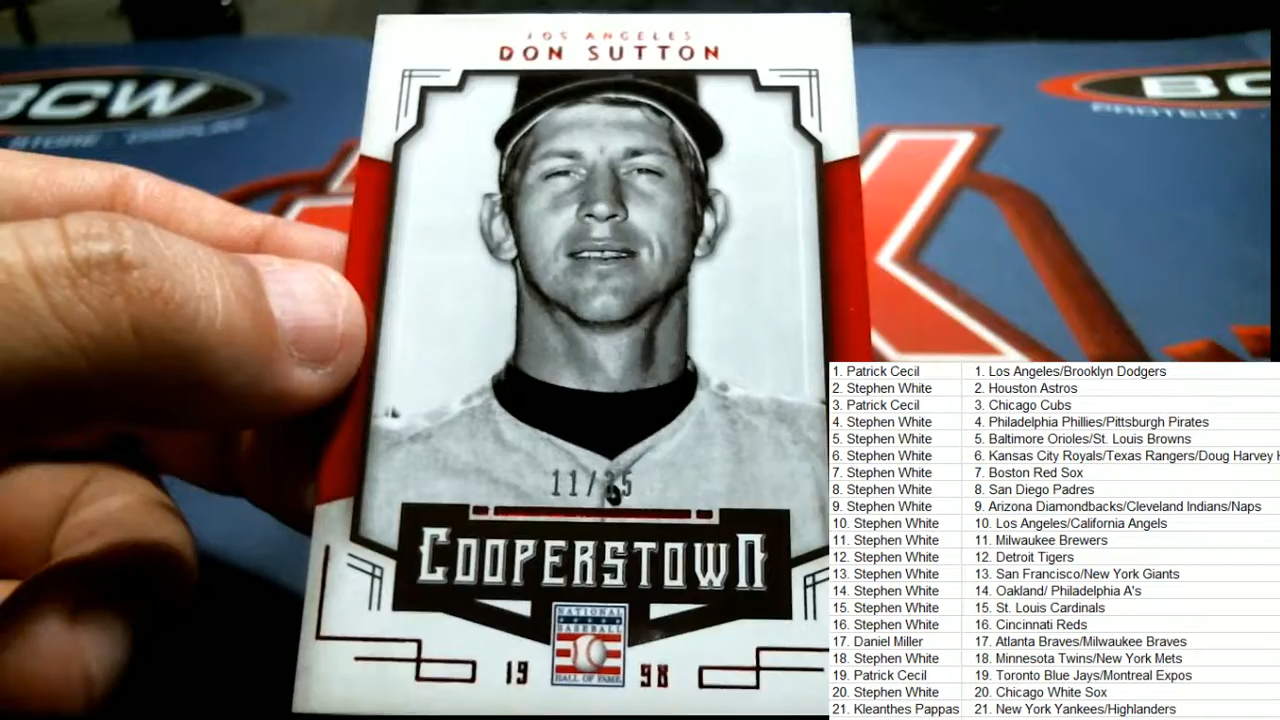 LOS ANGELES
DON SUTTON
BCW
STORE. DISPLAY.
BC
PROTECT.
11/35
COOPERSTOWN
NATIONAL
BASEBALL
HALL OF FAME
19 98
1. Patrick Cecil 1. Los Angeles/Brooklyn Dodgers
2. Stephen White 2. Houston Astros
3. Patrick Cecil 3. Chicago Cubs
4. Stephen White 4. Philadelphia Phillies/Pittsburgh Pirates
5. Stephen White 5. Baltimore Orioles/St. Louis Browns
6. Stephen White 6. Kansas City Royals/Texas Rangers/Doug Harvey
7. Stephen White 7. Boston Red Sox
8. Stephen White 8. San Diego Padres
9. Stephen White 9. Arizona Diamondbacks/Cleveland Indians/Naps
10. Stephen White 10. Los Angeles/California Angels
11. Stephen White 11. Milwaukee Brewers
12. Stephen White 12. Detroit Tigers
13. Stephen White 13. San Francisco/New York Giants
14. Stephen White 14. Oakland/ Philadelphia A's
15. Stephen White 15. St. Louis Cardinals
16. Stephen White 16. Cincinnati Reds
17. Daniel Miller 17. Atlanta Braves/Milwaukee Braves
18. Stephen White 18. Minnesota Twins/New York Mets
19. Patrick Cecil 19. Toronto Blue Jays/Montreal Expos
20. Stephen White 20. Chicago White Sox
21. Kleanthes Pappas 21. New York Yankees/Highlanders